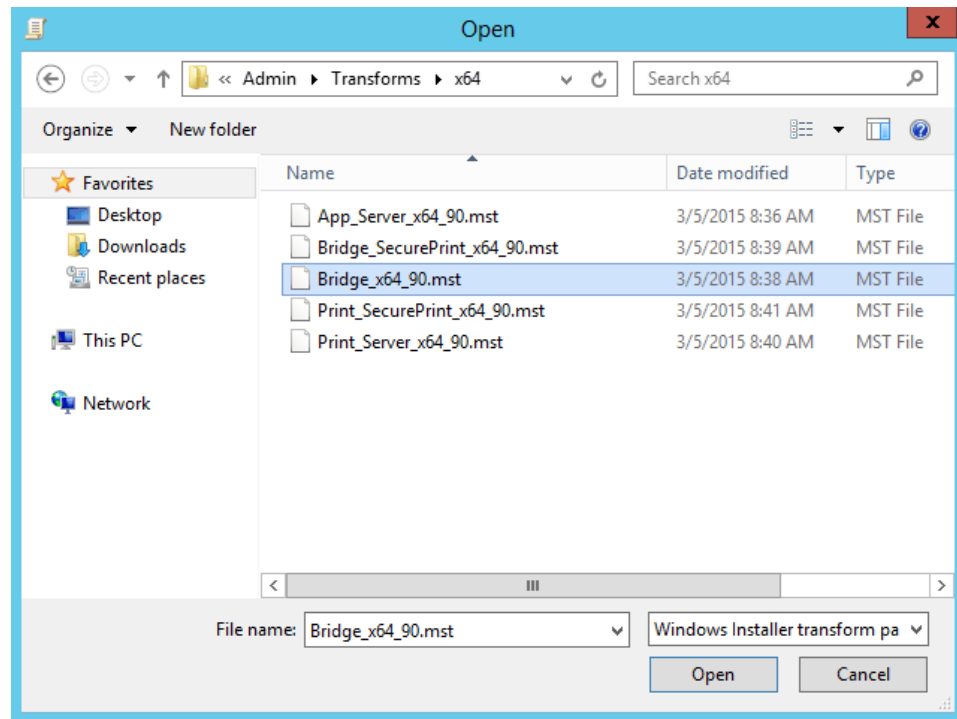 Open
x
« Admin Transforms x64
Search x64
Organize New folder
Name Date modified Type
Favorites
Desktop
Downloads
Recent places
This PC
Network
App_Server_x64_90.mst 3/5/2015 8:36 AM MST File
Bridge_SecurePrint_x64_90.mst 3/5/2015 8:39 AM MST File
Bridge_x64_90.mst 3/5/2015 8:38 AM MST File
Print_SecurePrint_x64_90.mst 3/5/2015 8:41 AM MST File
Print_Server_x64_90.mst 3/5/2015 8:40 AM MST File
File name: Bridge_x64_90.mst Windows Installer transform pa
Open Cancel